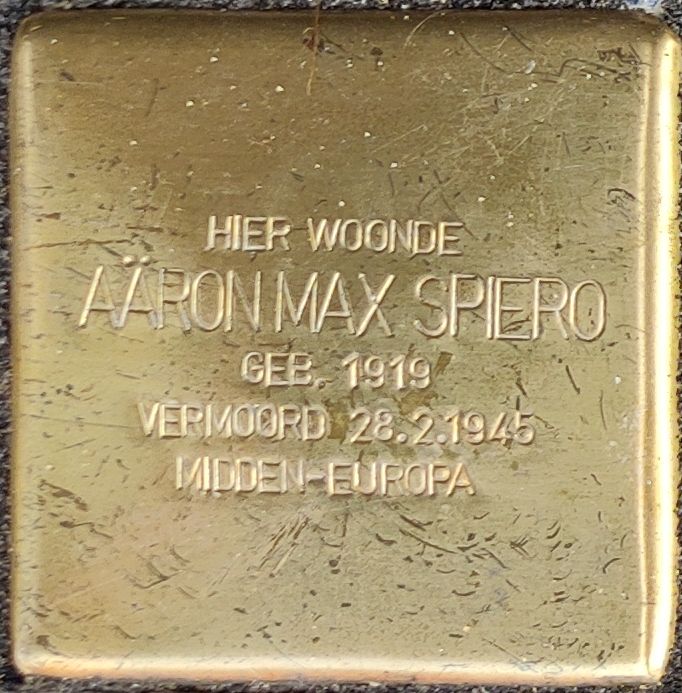 HIER WOONDE
AÄRON MAX SPIERO
GEB. 1919
VERMOORD 28.2.1945
MIDDEN-EUROPA